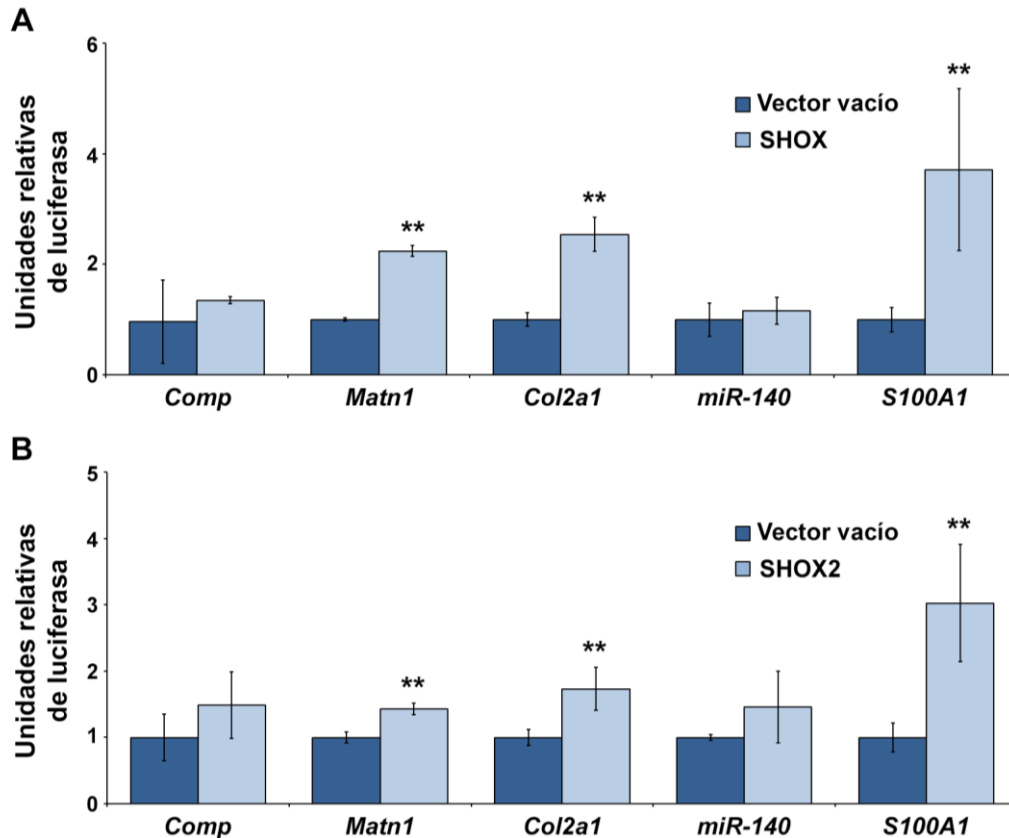 A
Unidades relativas
de luciferasa
6
4
2
0
Vector vacío
SHOX
**
**
**
Comp
Matn1
Col2a1
miR-140
S100A1
B
Unidades relativas
de luciferasa
5
4
3
2
1
0
Vector vacío
SHOX2
**
**
**
Comp
Matn1
Col2a1
miR-140
S100A1